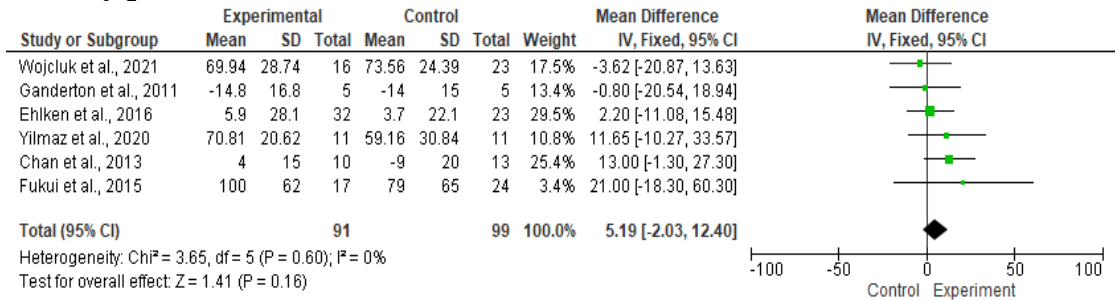 Experimental Control Mean Difference Mean Difference
Study or Subgroup Mean SD Total Mean SD Total Weight IV, Fixed, 95% CI IV, Fixed, 95% CI
Wojcluk et al., 2021 69.94 28.74 16 73.56 24.39 23 17.5% -3.62 [-20.87, 13.63]
Ganderton et al., 2011 -14.8 16.8 5 -14 15 5 13.4% -0.80 [-20.54, 18.94]
Ehlken et al., 2016 5.9 28.1 32 3.7 22.1 23 29.5% 2.20 [-11.08, 15.48]
Yilmaz et al., 2020 70.81 20.62 11 59.16 30.84 11 10.8% 11.65 [-10.27, 33.57]
Chan et al., 2013 4 15 10 -9 20 13 25.4% 13.00 [-1.30, 27.30]
Fukui et al., 2015 100 62 17 79 65 24 3.4% 21.00 [-18.30, 60.30]
Total (95% CI) 91 99 100.0% 5.19 [-2.03, 12.40]
Heterogeneity: Chi² = 3.65, df = 5 (P = 0.60); I² = 0%
Test for overall effect: Z = 1.41 (P = 0.16)
-100 -50 0 50 100
Control Experiment